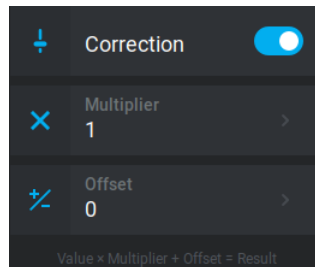 Correction
Multiplier
1
Offset
0
Value × Multiplier + Offset = Result